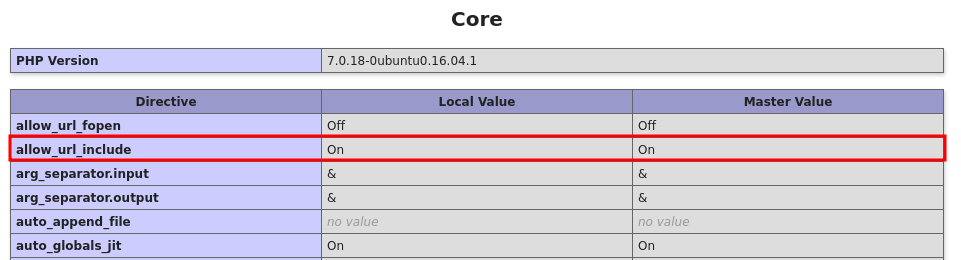 Core
PHP Version 7.0.18-0ubuntu0.16.04.1
Directive Local Value Master Value
allow_url_fopen Off Off
allow_url_include On On
arg_separator.input & &
arg_separator.output & &
auto_append_file no value no value
auto_globals_jit On On